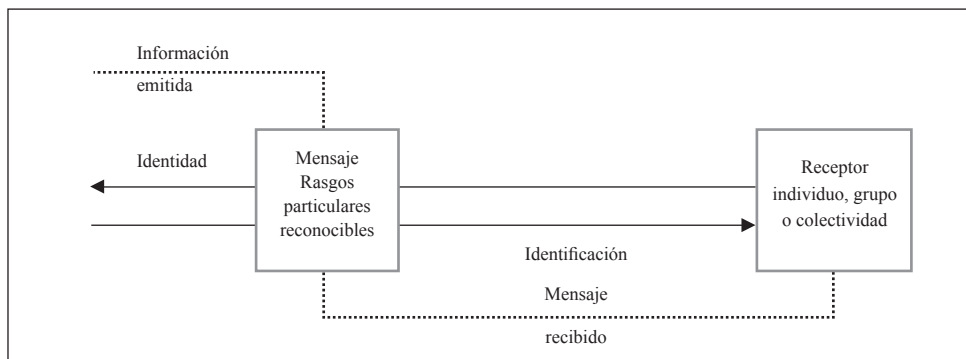 Información
emitida
Identidad
Mensaje
Rasgos
particulares
reconocibles
Receptor
individuo, grupo
o colectividad
Identificación
Mensaje
recibido